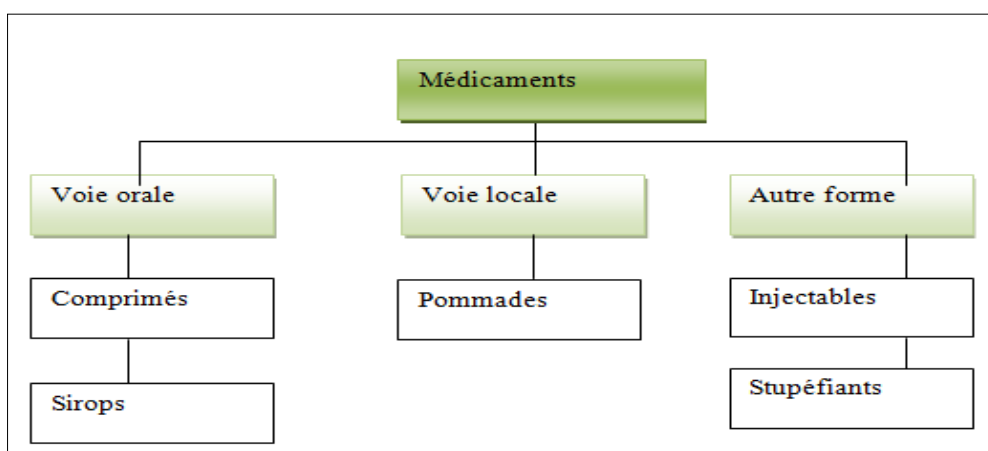 Médicaments
Voie orale
Voie locale
Autre forme
Comprimés
Pommades
Injectables
Sirops
Stupéfiants